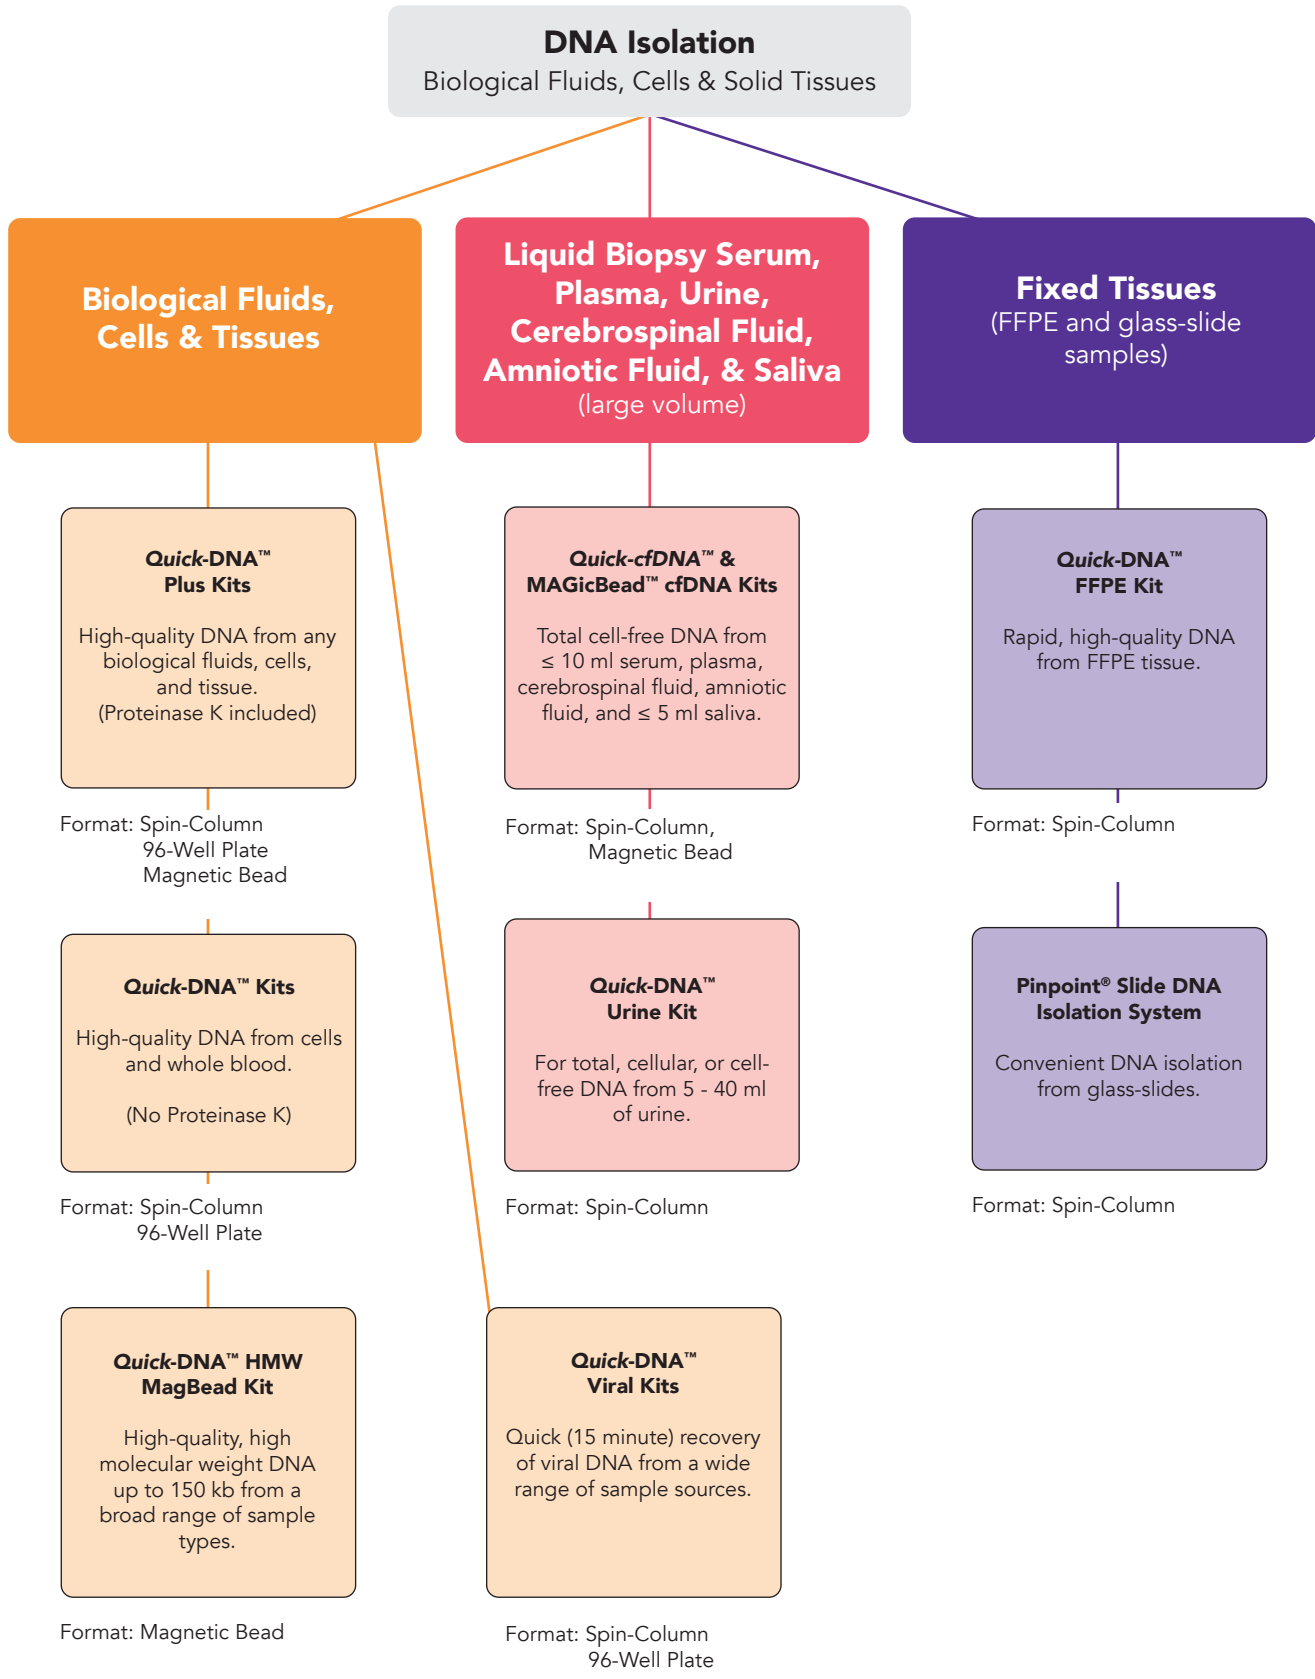 DNA Isolation
Biological Fluids, Cells & Solid Tissues
Biological Fluids,
Cells & Tissues
Liquid Biopsy Serum,
Plasma, Urine,
Cerebrospinal Fluid,
Amniotic Fluid, & Saliva
(large volume)
Fixed Tissues
(FFPE and glass-slide
samples)
Quick-DNA™
Plus Kits
High-quality DNA from any
biological fluids, cells,
and tissue.
(Proteinase K included)
Format: Spin-Column
96-Well Plate
Magnetic Bead
Quick-cfDNA™ &
MAGicBead™ cfDNA Kits
Total cell-free DNA from
≤ 10 ml serum, plasma,
cerebrospinal fluid, amniotic
fluid, and ≤ 5 ml saliva.
Format: Spin-Column,
Magnetic Bead
Quick-DNA™
FFPE Kit
Rapid, high-quality DNA
from FFPE tissue.
Format: Spin-Column
Quick-DNA™ Kits
High-quality DNA from cells
and whole blood.
(No Proteinase K)
Format: Spin-Column
96-Well Plate
Quick-DNA™
Urine Kit
For total, cellular, or cell-
free DNA from 5 - 40 ml
of urine.
Format: Spin-Column
Pinpoint® Slide DNA
Isolation System
Convenient DNA isolation
from glass-slides.
Format: Spin-Column
Quick-DNA™ HMW
MagBead Kit
High-quality, high
molecular weight DNA
up to 150 kb from a
broad range of sample
types.
Format: Magnetic Bead
Quick-DNA™
Viral Kits
Quick (15 minute) recovery
of viral DNA from a wide
range of sample sources.
Format: Spin-Column
96-Well Plate